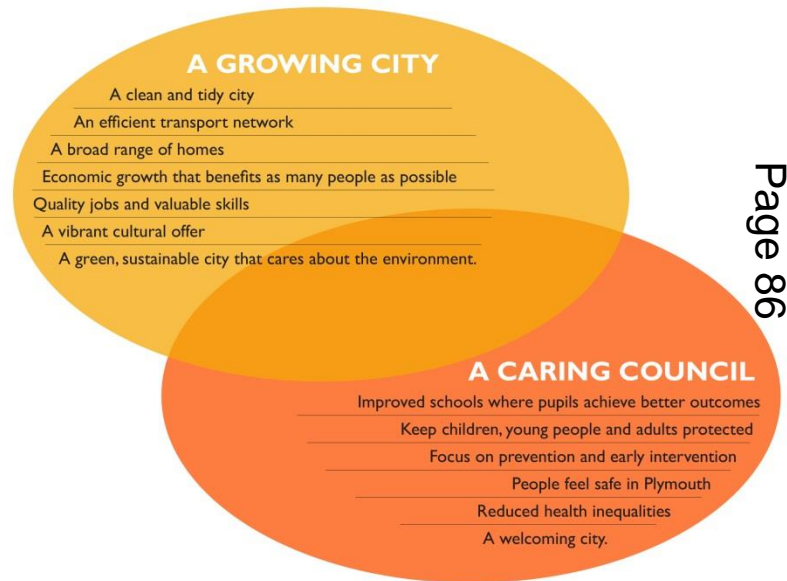 A GROWING CITY
A clean and tidy city
An efficient transport network
A broad range of homes
Economic growth that benefits as many people as possible
Quality jobs and valuable skills
A vibrant cultural offer
A green, sustainable city that cares about the environment.
A CARING COUNCIL
Improved schools where pupils achieve better outcomes
Keep children, young people and adults protected
Focus on prevention and early intervention
People feel safe in Plymouth
Reduced health inequalities
A welcoming city.
Page 86